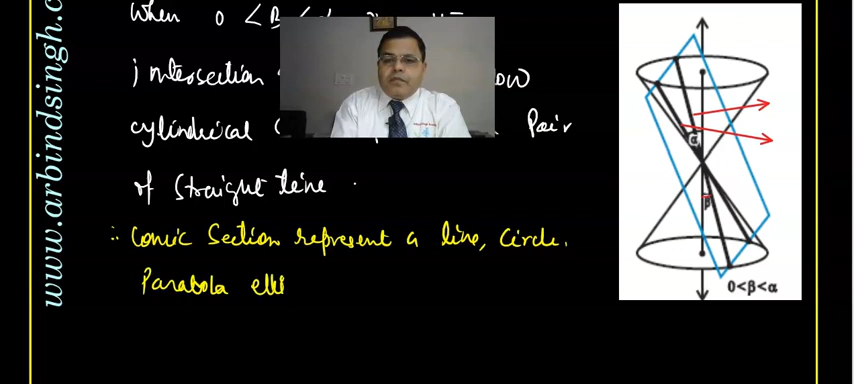 www.arbindsingh.c
When 0 < β <
intersection
cylindrical Pair
of Straight line .
∴ Conic Section represent a line, Circle.
Parabola elli
α
β
0<β<α